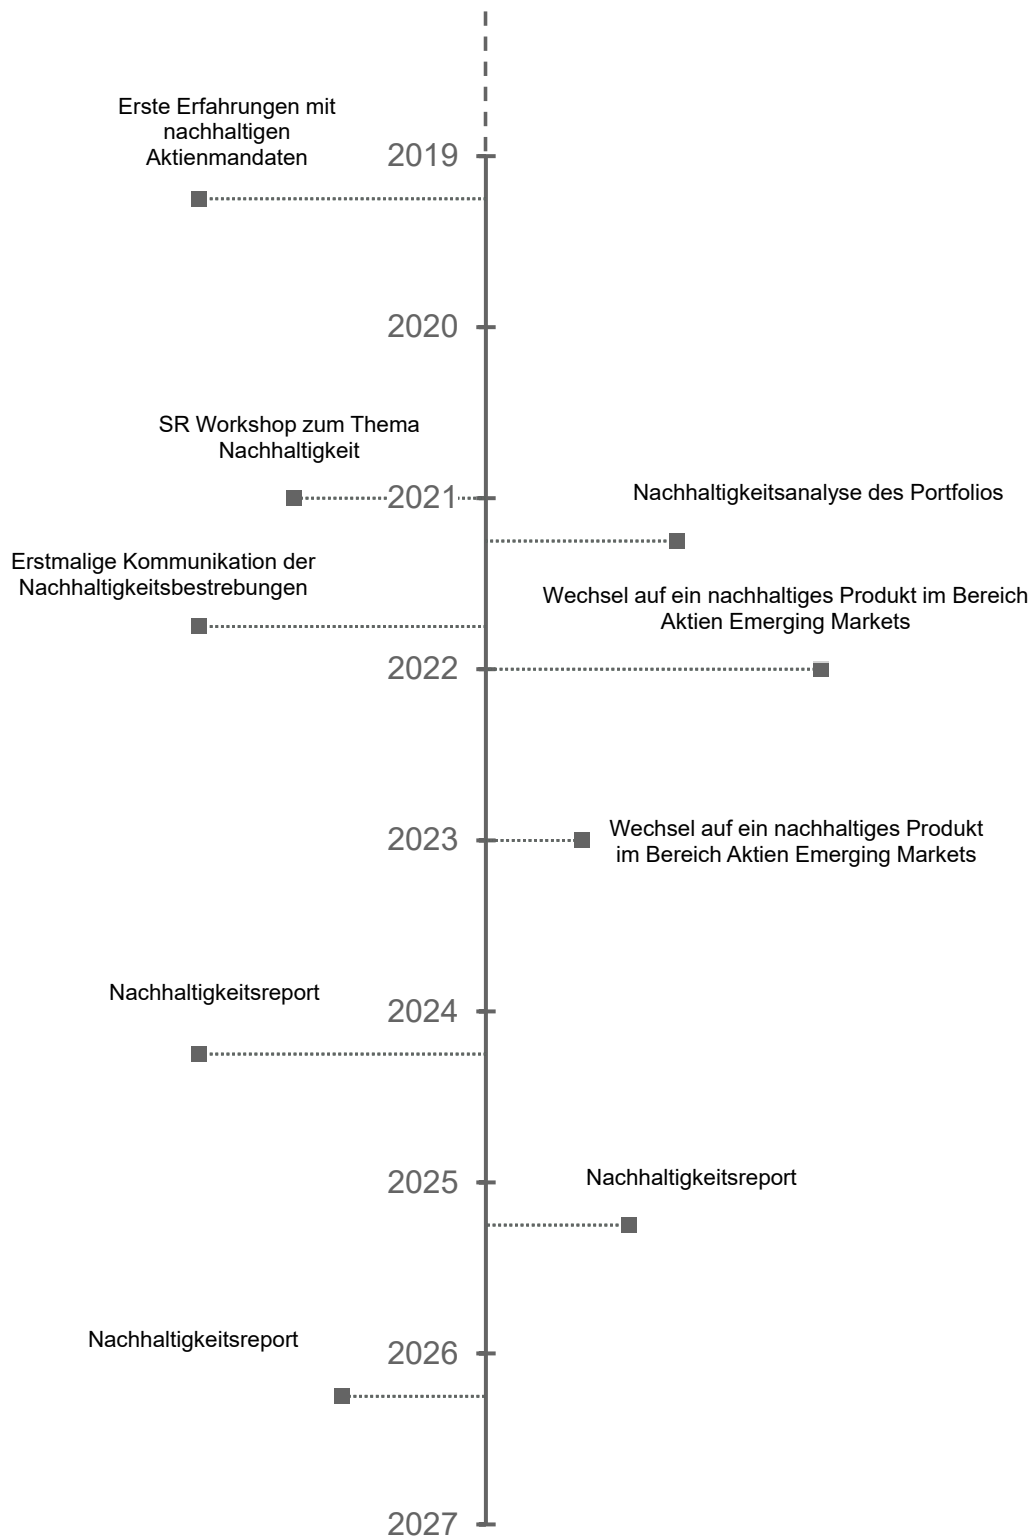 Erste Erfahrungen mit
nachhaltigen
Aktienmandaten
2019
2020
SR Workshop zum Thema
Nachhaltigkeit
2021
Nachhaltigkeitsanalyse des Portfolios
Erstmalige Kommunikation der
Nachhaltigkeitsbestrebungen
Wechsel auf ein nachhaltiges Produkt im Bereich
Aktien Emerging Markets
2022
Wechsel auf ein nachhaltiges Produkt
im Bereich Aktien Emerging Markets
2023
Nachhaltigkeitsreport
2024
Nachhaltigkeitsreport
2025
Nachhaltigkeitsreport
2026
2027